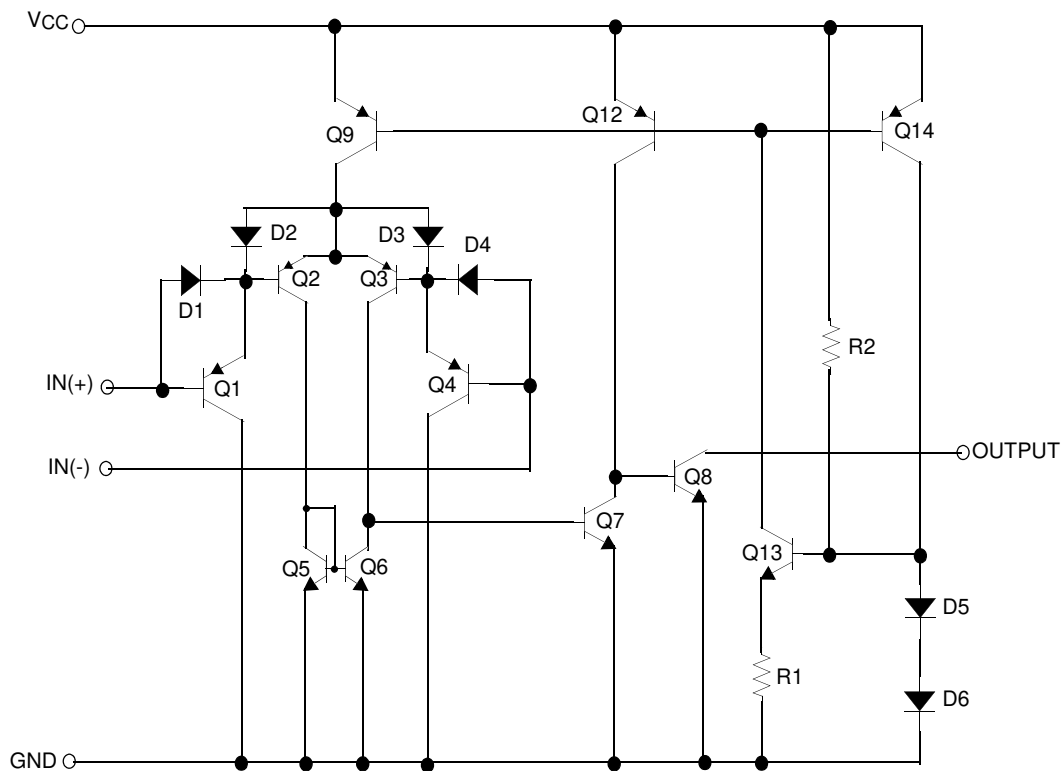 VCC
Q9
Q12
Q14
D2
D3
D4
Q2
Q3
D1
R2
IN(+)
Q1
Q4
IN(-)
OUTPUT
Q8
Q7
Q13
Q5
Q6
D5
R1
D6
GND